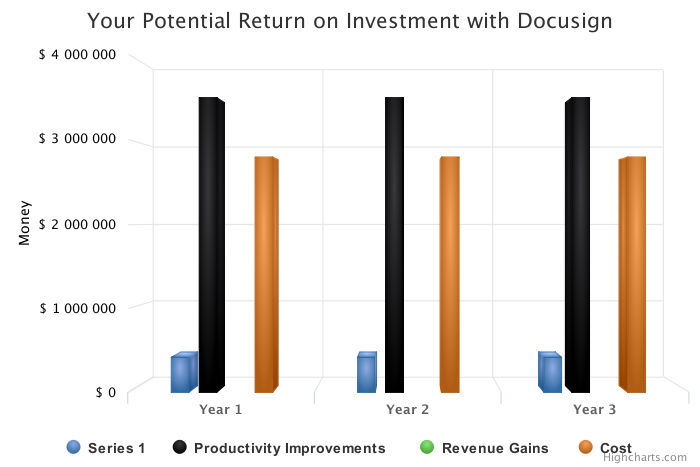 Your Potential Return on Investment with Docusign
$ 4 000 000
$ 3 000 000
$ 2 000 000
$ 1 000 000
$ 0
Money
Year 1
Year 2
Year 3
Series 1
Productivity Improvements
Revenue Gains
Cost
Highcharts.com